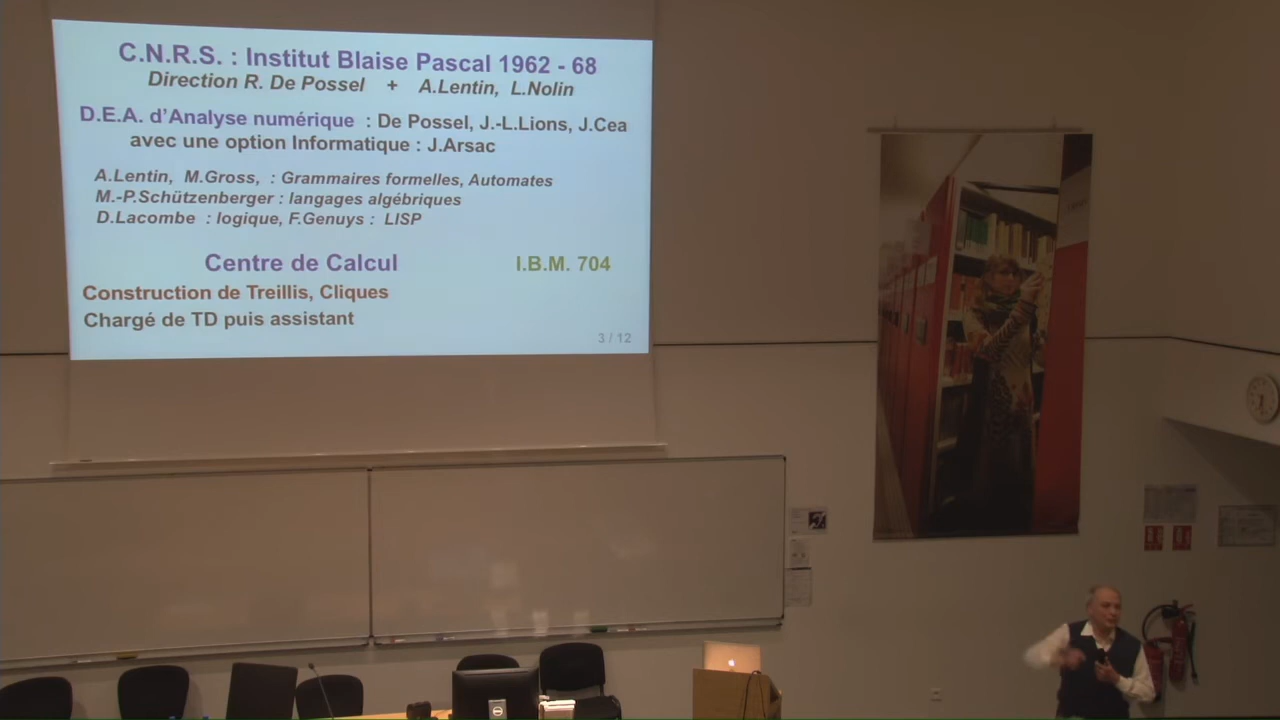 C.N.R.S. : Institut Blaise Pascal 1962 - 68
Direction R. De Possel + A.Lentin, L.Nolin
D.E.A. d'Analyse numérique : De Possel, J.-L.Lions, J.Cea
avec une option Informatique : J.Arsac
A.Lentin, M.Gross, : Grammaires formelles, Automates
M.-P.Schützenberger : langages algébriques
D.Lacombe : logique, F.Genuys : LISP
Centre de Calcul I.B.M. 704
Construction de Treillis, Cliques
Chargé de TD puis assistant
3 / 12